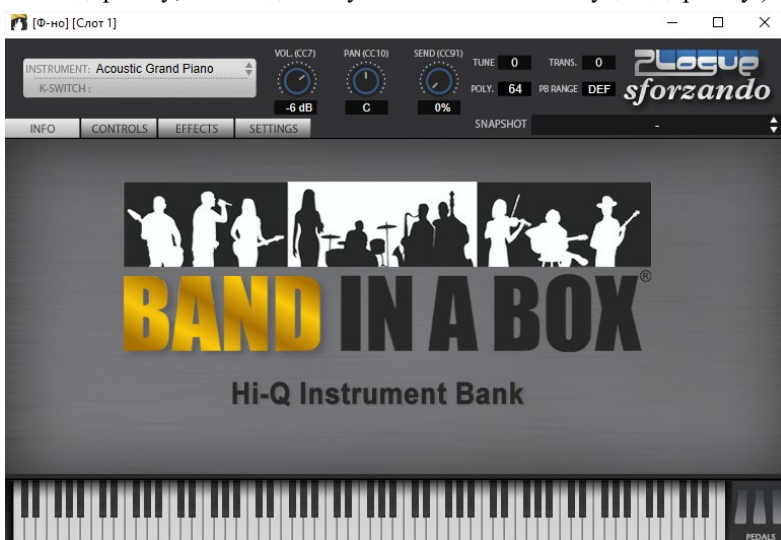 [Ф-но] [Слот 1]
INSTRUMENT: Acoustic Grand Piano
K-SWITCH :
VOL. (CC7)
-6 dB
PAN (CC10)
C
SEND (CC91)
0%
TUNE 0 TRANS. 0
POLY. 64 PB RANGE DEF
PLOGUE
sforzando
INFO CONTROLS EFFECTS SETTINGS
SNAPSHOT -
BAND IN A BOX®
Hi-Q Instrument Bank
PEDALS